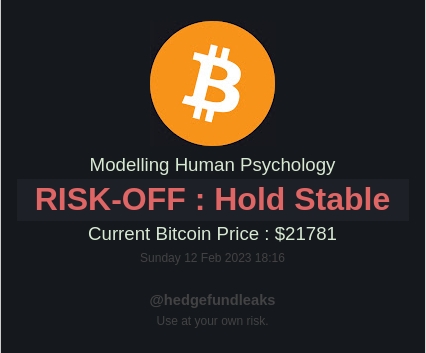 Modelling Human Psychology
RISK-OFF : Hold Stable
Current Bitcoin Price : $21781
Sunday 12 Feb 2023 18:16
@hedgefundleaks
Use at your own risk.